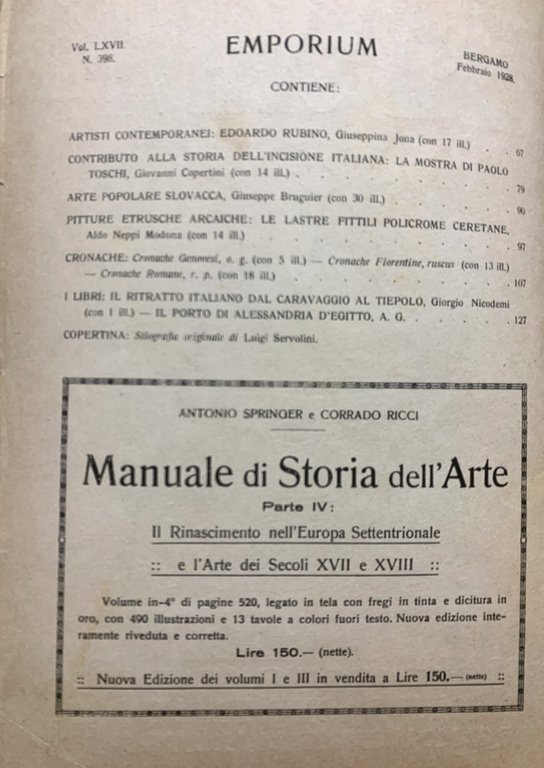 Vol. LXVII.
N. 398.
EMPORIUM
BERGAMO
Febbraio 1928.
CONTIENE:
ARTISTI CONTEMPORANEI: EDOARDO RUBINO, Giuseppina Jona (con 17 ill.) . . 67
CONTRIBUTO ALLA STORIA DELL'INCISIONE ITALIANA: LA MOSTRA DI PAOLO
TOSCHI, Giovanni Copertini (con 14 ill.) . . . . . . . . 79
ARTE POPOLARE SLOVACCA, Giuseppe Bruguier (con 30 ill.) . . . . . 90
PITTURE ETRUSCHE ARCAICHE: LE LASTRE FITTILI POLICROME CERETANE,
Aldo Neppi Modona (con 14 ill.) . . . . . . . . . 97
CRONACHE: Cronache Genovesi, e. g. (con 5 ill.) — Cronache Fiorentine, ruscus (con 13 ill.)
— Cronache Romane, r. p. (con 18 ill.) . . . . . . . . 107
I LIBRI: IL RITRATTO ITALIANO DAL CARAVAGGIO AL TIEPOLO, Giorgio Nicodemi
(con 1 ill.) — IL PORTO DI ALESSANDRIA D'EGITTO, A. G. . . . . . . 127
COPERTINA: Silografia originale di Luigi Servolini.
ANTONIO SPRINGER e CORRADO RICCI
Manuale di Storia dell'Arte
Parte IV:
Il Rinascimento nell'Europa Settentrionale
:: e l'Arte dei Secoli XVII e XVIII ::
Volume in-4° di pagine 520, legato in tela con fregi in tinta e dicitura in
oro, con 490 illustrazioni e 13 tavole a colori fuori testo. Nuova edizione inte-
ramente riveduta e corretta.
Lire 150.— (nette).
:: Nuova Edizione dei volumi I e III in vendita a Lire 150.— (nette) ::